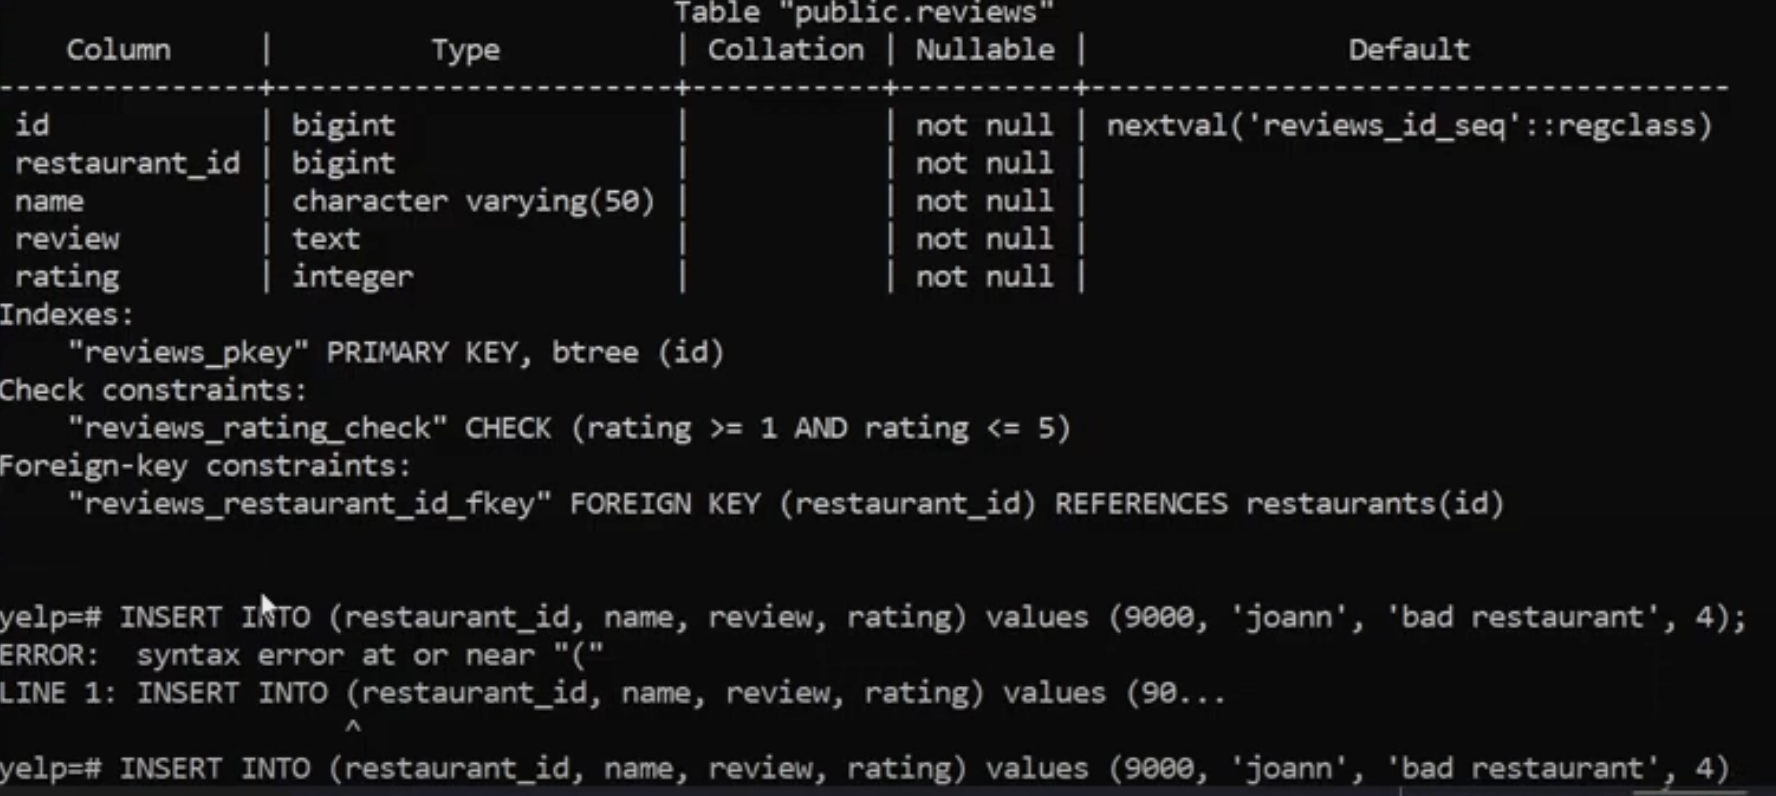 Table "public.reviews"
Column | Type | Collation | Nullable | Default
---------------+-----------------------+-----------+----------+-------------------------------------
id | bigint | | not null | nextval('reviews_id_seq'::regclass)
restaurant_id | bigint | | not null |
name | character varying(50) | | not null |
review | text | | not null |
rating | integer | | not null |
Indexes:
"reviews_pkey" PRIMARY KEY, btree (id)
Check constraints:
"reviews_rating_check" CHECK (rating >= 1 AND rating <= 5)
Foreign-key constraints:
"reviews_restaurant_id_fkey" FOREIGN KEY (restaurant_id) REFERENCES restaurants(id)
yelp=# INSERT INTO (restaurant_id, name, review, rating) values (9000, 'joann', 'bad restaurant', 4);
ERROR: syntax error at or near "("
LINE 1: INSERT INTO (restaurant_id, name, review, rating) values (90...
^
yelp=# INSERT INTO (restaurant_id, name, review, rating) values (9000, 'joann', 'bad restaurant', 4)